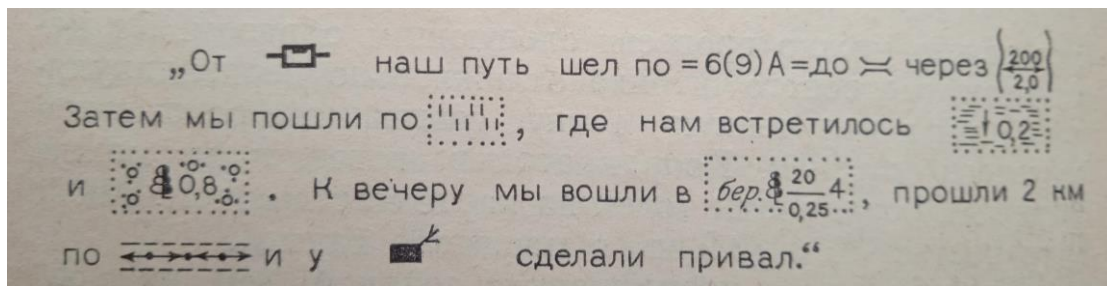 „От наш путь шел по =6(9)А= до через 200 2,0
Затем мы пошли по , где нам встретилось 0,2
и 0,8 . К вечеру мы вошли в бер. 20 0,25 4 , прошли 2 км
по и у сделали привал.“